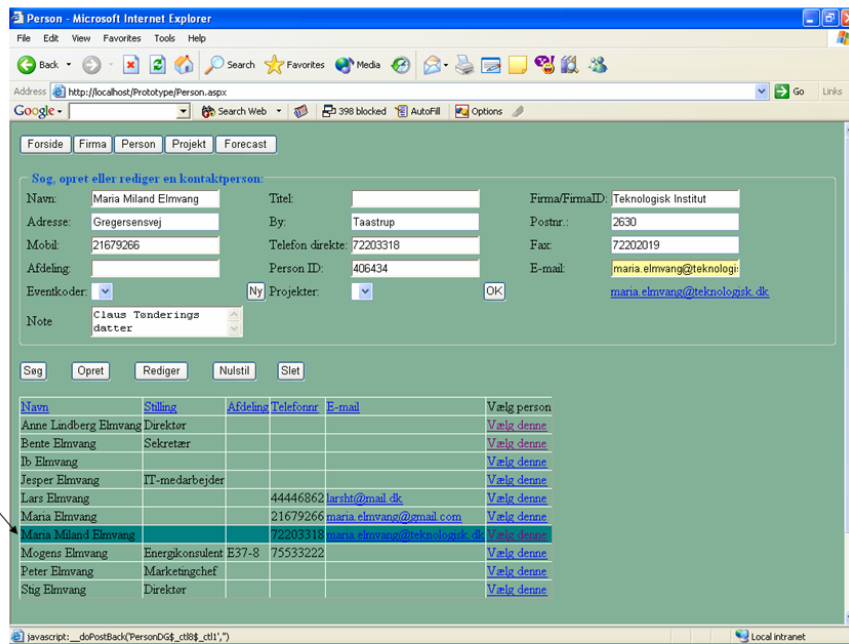 Person - Microsoft Internet Explorer
File Edit View Favorites Tools Help
Back Search Favorites Media
Address http://localhost/Prototype/Person.aspx Go Links
Google Search Web 398 blocked AutoFill Options
Forside Firma Person Projekt Forecast
Søg, opret eller rediger en kontaktperson:
Navn: Maria Miland Elmvang Titel: Firma/FirmaID: Teknologisk Institut
Adresse: Gregersensvej By: Taastrup Postnr.: 2630
Mobil: 21679266 Telefon direkte: 72203318 Fax: 72202019
Afdeling: Person ID: 406434 E-mail: maria.elmvang@teknologi
Eventkoder: Ny Projekter: OK maria.elmvang@teknologisk.dk
Note Claus Tønderings
datter
Søg Opret Rediger Nulstil Slet
Navn Stilling Afdeling Telefonnr E-mail Vælg person
Anne Lindberg Elmvang Direktør Vælg denne
Bente Elmvang Sekretær Vælg denne
Ib Elmvang Vælg denne
Jesper Elmvang IT-medarbejder Vælg denne
Lars Elmvang 44446862 larsht@mail.dk Vælg denne
Maria Elmvang 21679266 maria.elmvang@gmail.com Vælg denne
Maria Miland Elmvang 72203318 maria.elmvang@teknologisk.dk Vælg denne
Mogens Elmvang Energikonsulent E37-8 75533222 Vælg denne
Peter Elmvang Marketingchef Vælg denne
Stig Elmvang Direktør Vælg denne
javascript:__doPostBack('PersonDG$_ctl8$_ctl1','') Local intranet